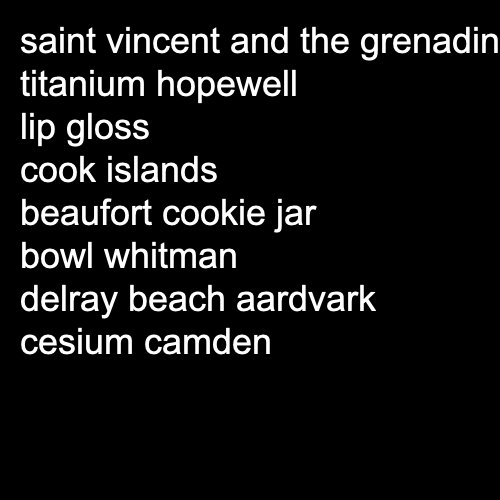 saint vincent and the grenadin
titanium hopewell
lip gloss
cook islands
beaufort cookie jar
bowl whitman
delray beach aardvark
cesium camden